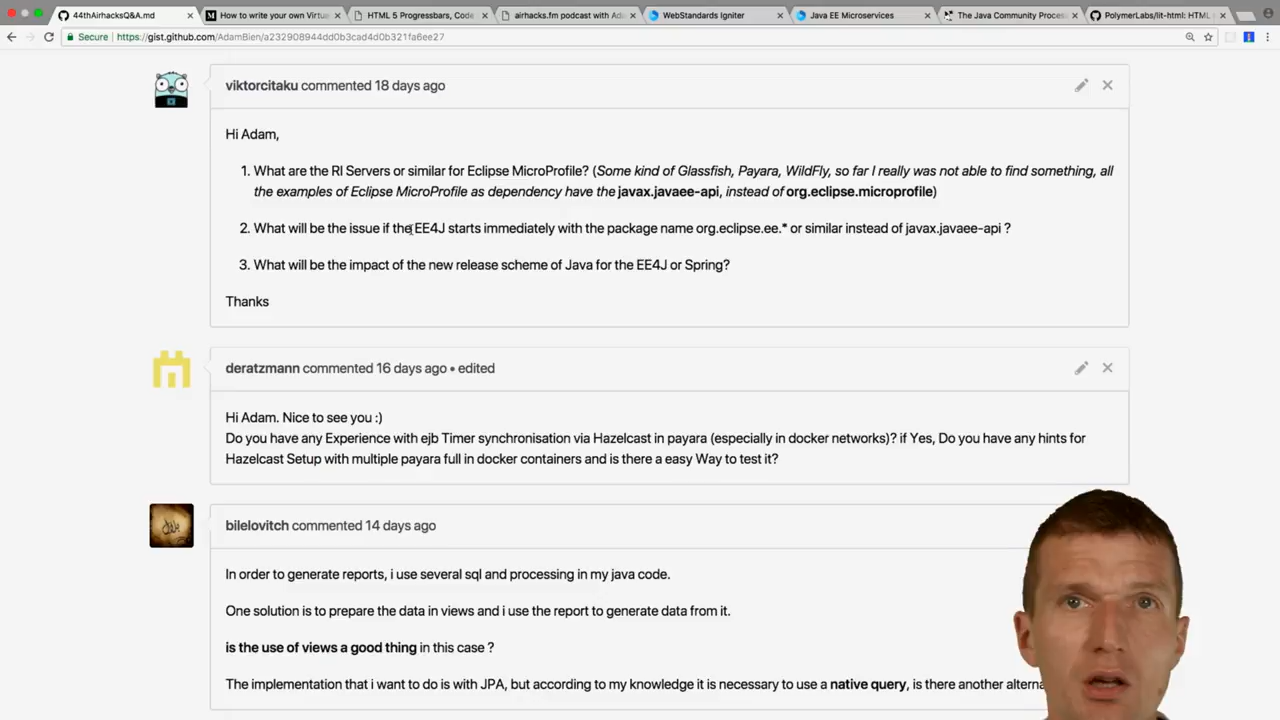 44thAirhacksQ&A.md
How to write your own Virtu
HTML 5 Progressbars, Code
airhacks.fm podcast with Ad
WebStandards Igniter
Java EE Microservices
The Java Community Proces
PolymerLabs/lit-html: HTML
Secure https://gist.github.com/AdamBien/a232908944dd0b3cad4d0b321fa6ee27
viktorcitaku commented 18 days ago
Hi Adam,
1. What are the RI Servers or similar for Eclipse MicroProfile? (Some kind of Glassfish, Payara, WildFly, so far I really was not able to find something, all
the examples of Eclipse MicroProfile as dependency have the javax.javaee-api, instead of org.eclipse.microprofile)
2. What will be the issue if the EE4J starts immediately with the package name org.eclipse.ee.* or similar instead of javax.javaee-api ?
3. What will be the impact of the new release scheme of Java for the EE4J or Spring?
Thanks
deratzmann commented 16 days ago • edited
Hi Adam. Nice to see you :)
Do you have any Experience with ejb Timer synchronisation via Hazelcast in payara (especially in docker networks)? if Yes, Do you have any hints for
Hazelcast Setup with multiple payara full in docker containers and is there a easy Way to test it?
bilelovitch commented 14 days ago
In order to generate reports, i use several sql and processing in my java code.
One solution is to prepare the data in views and i use the report to generate data from it.
is the use of views a good thing in this case ?
The implementation that i want to do is with JPA, but according to my knowledge it is necessary to use a native query, is there another alterna